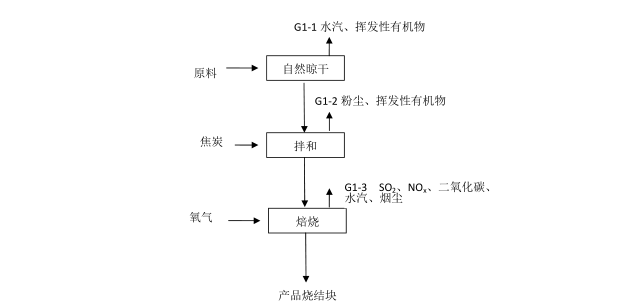 G1-1 水汽、挥发性有机物
原料
自然晾干
G1-2 粉尘、挥发性有机物
焦炭
拌和
G1-3 SO₂、NOₓ、二氧化碳、
水汽、烟尘
氧气
焙烧
产品烧结块